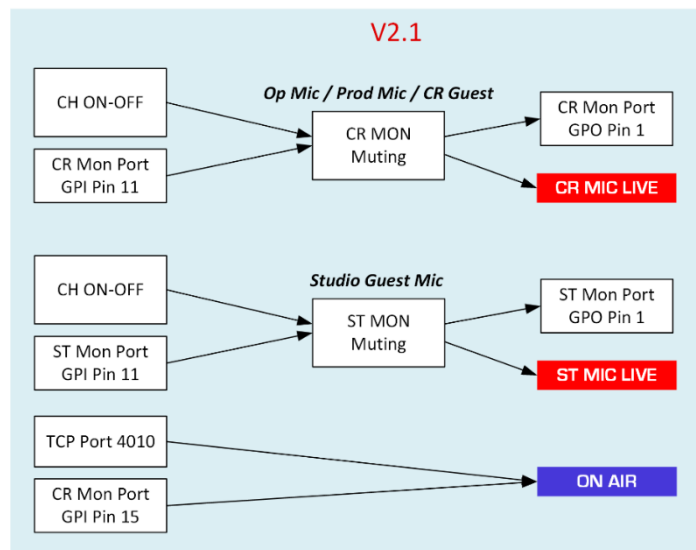 V2.1
Op Mic / Prod Mic / CR Guest
CH ON-OFF
CR Mon Port
GPI Pin 11
CR MON
Muting
CR Mon Port
GPO Pin 1
CR MIC LIVE
Studio Guest Mic
CH ON-OFF
ST Mon Port
GPI Pin 11
ST MON
Muting
ST Mon Port
GPO Pin 1
ST MIC LIVE
TCP Port 4010
CR Mon Port
GPI Pin 15
ON AIR